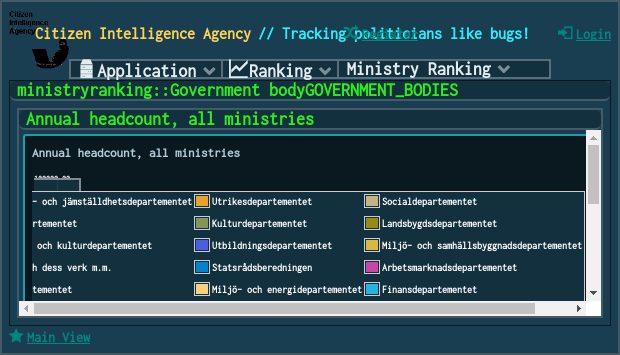 Citizen
Intelligence
Agency
Citizen Intelligence Agency // Tracking politicians like bugs!
Login
Application
Ranking
Ministry Ranking
ministryranking::Government bodyGOVERNMENT_BODIES
Annual headcount, all ministries
Annual headcount, all ministries
- och jämställdhetsdepartementet Utrikesdepartementet Socialdepartementet
rtementet Kulturdepartementet Landsbygdsdepartementet
och kulturdepartementet Utbildningsdepartementet Miljö- och samhällsbyggnadsdepartementet
h dess verk m.m. Statsrådsberedningen Arbetsmarknadsdepartementet
tementet Miljö- och energidepartementet Finansdepartementet
Main View